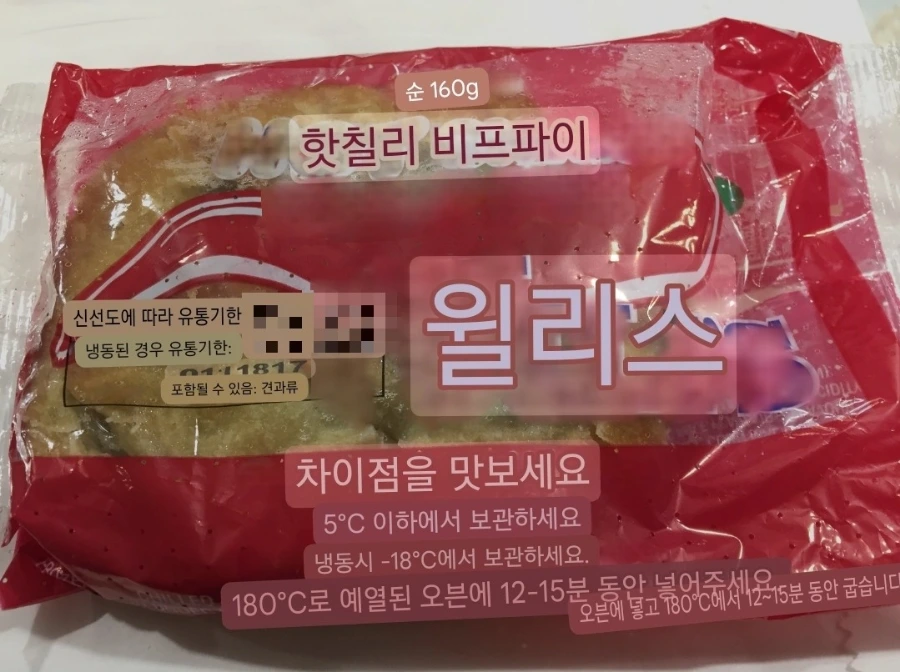 순 160g
핫칠리 비프파이
윌리스
신선도에 따라 유통기한
냉동된 경우 유통기한:
포함될 수 있음: 견과류
차이점을 맛보세요
5°C 이하에서 보관하세요
냉동시 -18°C에서 보관하세요.
180°C로 예열된 오븐에 12-15분 동안 넣어주세요
오븐에 넣고 180°C에서 12~15분 동안 굽습니다